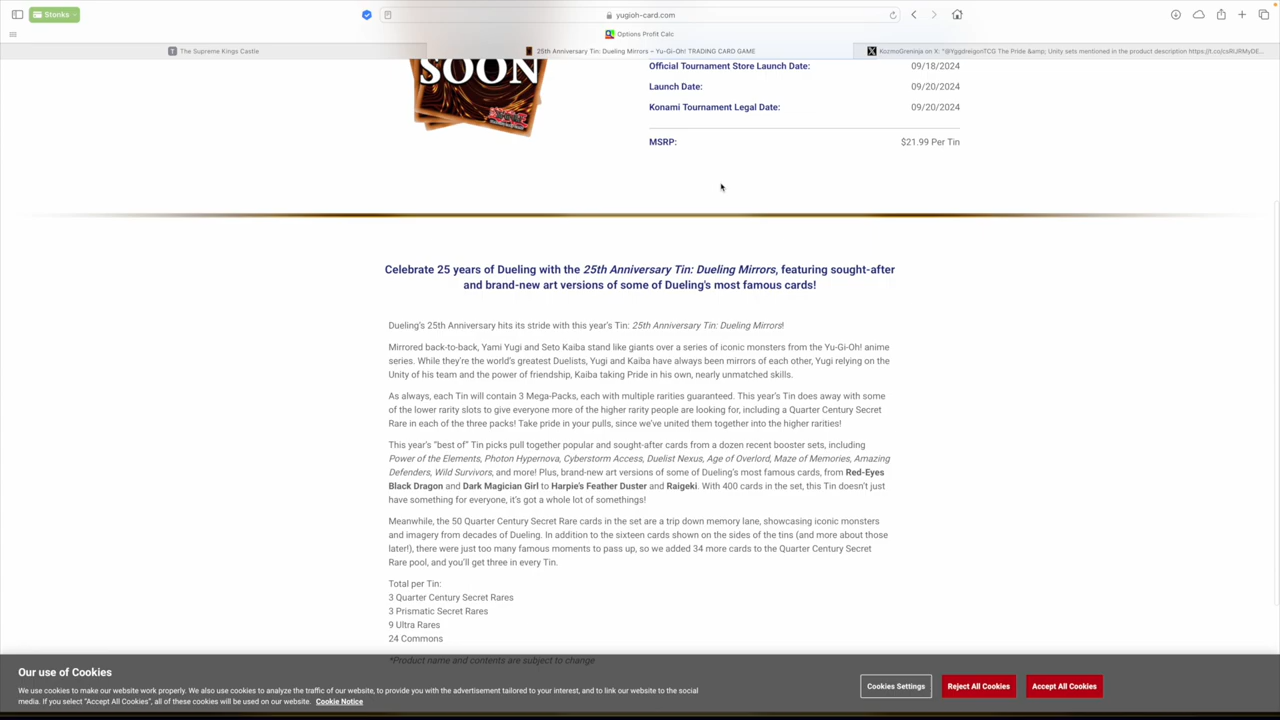 Stonks
yugioh-card.com
Options Profit Calc
The Supreme Kings Castle
25th Anniversary Tin: Dueling Mirrors – Yu-Gi-Oh! TRADING CARD GAME
KozmoGreninja on X: "@YggdreigonTCG The Pride &amp; Unity sets mentioned in the product description
SOON
Official Tournament Store Launch Date: 09/18/2024
Launch Date: 09/20/2024
Konami Tournament Legal Date: 09/20/2024
MSRP: $21.99 Per Tin
Celebrate 25 years of Dueling with the 25th Anniversary Tin: Dueling Mirrors, featuring sought-after
and brand-new art versions of some of Dueling's most famous cards!
Dueling's 25th Anniversary hits its stride with this year's Tin: 25th Anniversary Tin: Dueling Mirrors!
Mirrored back-to-back, Yami Yugi and Seto Kaiba stand like giants over a series of iconic monsters from the Yu-Gi-Oh! anime
series. While they're the world's greatest Duelists, Yugi and Kaiba have always been mirrors of each other, Yugi relying on the
Unity of his team and the power of friendship, Kaiba taking Pride in his own, nearly unmatched skills.
As always, each Tin will contain 3 Mega-Packs, each with multiple rarities guaranteed. This year's Tin does away with some
of the lower rarity slots to give everyone more of the higher rarity people are looking for, including a Quarter Century Secret
Rare in each of the three packs! Take pride in your pulls, since we've united them together into the higher rarities!
This year's "best of" Tin picks pull together popular and sought-after cards from a dozen recent booster sets, including
Power of the Elements, Photon Hypernova, Cyberstorm Access, Duelist Nexus, Age of Overlord, Maze of Memories, Amazing
Defenders, Wild Survivors, and more! Plus, brand-new art versions of some of Dueling's most famous cards, from Red-Eyes
Black Dragon and Dark Magician Girl to Harpie's Feather Duster and Raigeki. With 400 cards in the set, this Tin doesn't just
have something for everyone, it's got a whole lot of somethings!
Meanwhile, the 50 Quarter Century Secret Rare cards in the set are a trip down memory lane, showcasing iconic monsters
and imagery from decades of Dueling. In addition to the sixteen cards shown on the sides of the tins (and more about those
later!), there were just too many famous moments to pass up, so we added 34 more cards to the Quarter Century Secret
Rare pool, and you'll get three in every Tin.
Total per Tin:
3 Quarter Century Secret Rares
3 Prismatic Secret Rares
9 Ultra Rares
24 Commons
*Product name and contents are subject to change
Our use of Cookies
We use cookies to make our website work properly. We also use cookies to analyze the traffic of our website, to provide you with the advertisement tailored to your interest, and to link our website to the social
media. If you select "Accept All Cookies", all of these cookies will be used on our website. Cookie Notice
Cookies Settings
Reject All Cookies
Accept All Cookies